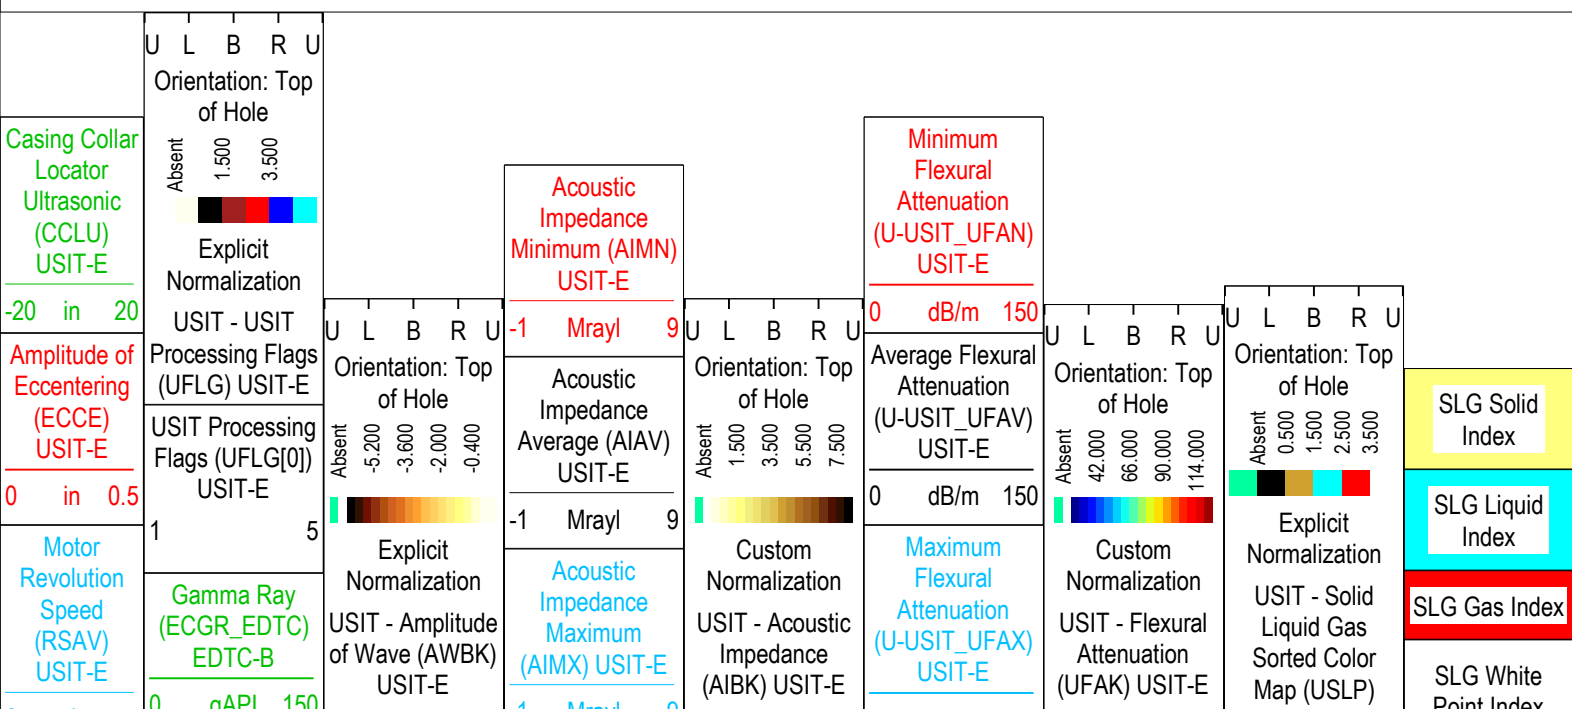 U L B R U
Orientation: Top
of Hole
Absent
1.500
3.500
Explicit
Normalization
USIT - USIT
Processing Flags
(UFLG) USIT-E
USIT Processing
Flags (UFLG[0])
USIT-E
1 5
Gamma Ray
(ECGR_EDTC)
EDTC-B
0 gAPI 150
Casing Collar
Locator
Ultrasonic
(CCLU)
USIT-E
-20 in 20
Amplitude of
Eccentering
(ECCE)
USIT-E
0 in 0.5
Motor
Revolution
Speed
(RSAV)
USIT-E
U L B R U
Orientation: Top
of Hole
Absent
-5.200
-3.600
-2.000
-0.400
Explicit
Normalization
USIT - Amplitude
of Wave (AWBK)
USIT-E
Acoustic
Impedance
Minimum (AIMN)
USIT-E
-1 Mrayl 9
Acoustic
Impedance
Average (AIAV)
USIT-E
-1 Mrayl 9
Acoustic
Impedance
Maximum
(AIMX) USIT-E
-1 Mrayl 9
U L B R U
Orientation: Top
of Hole
Absent
1.500
3.500
5.500
7.500
Custom
Normalization
USIT - Acoustic
Impedance
(AIBK) USIT-E
Minimum
Flexural
Attenuation
(U-USIT_UFAN)
USIT-E
0 dB/m 150
Average Flexural
Attenuation
(U-USIT_UFAV)
USIT-E
0 dB/m 150
Maximum
Flexural
Attenuation
(U-USIT_UFAX)
USIT-E
U L B R U
Orientation: Top
of Hole
Absent
42.000
66.000
90.000
114.000
Custom
Normalization
USIT - Flexural
Attenuation
(UFAK) USIT-E
U L B R U
Orientation: Top
of Hole
Absent
0.500
1.500
2.500
3.500
Explicit
Normalization
USIT - Solid
Liquid Gas
Sorted Color
Map (USLP)
SLG Solid
Index
SLG Liquid
Index
SLG Gas Index
SLG White
Point Index